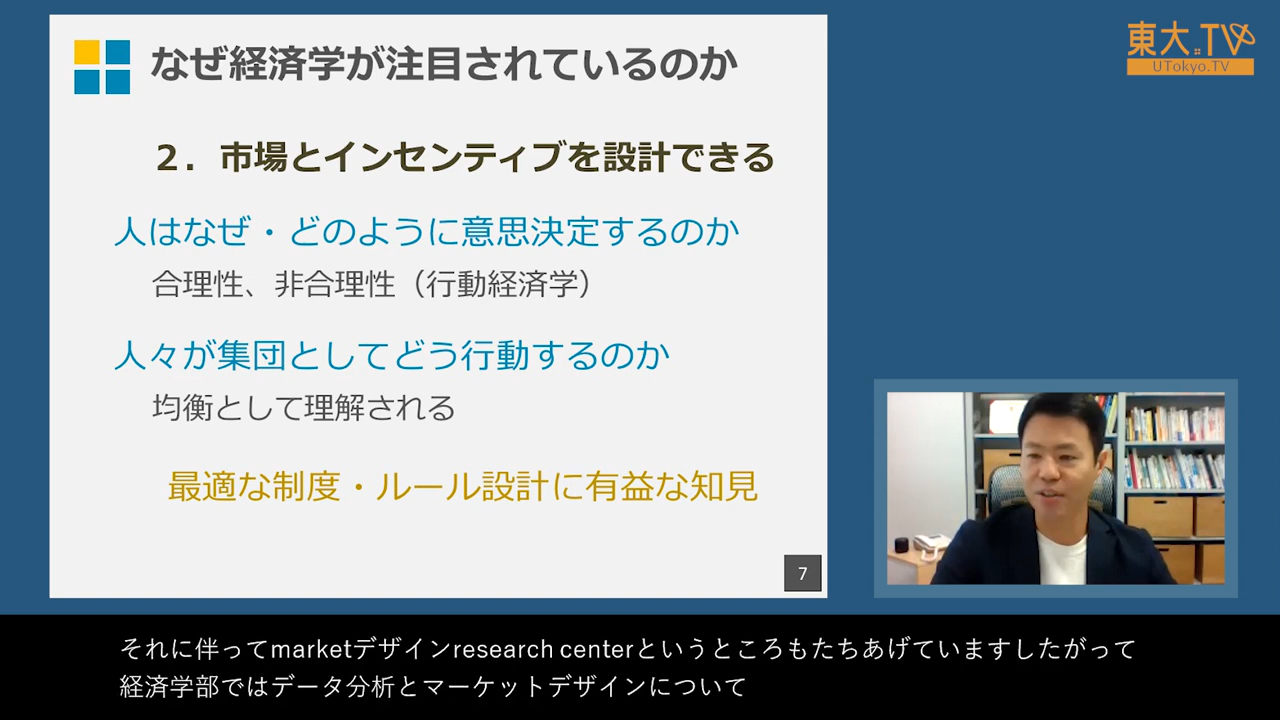 なぜ経済学が注目されているのか
２．市場とインセンティブを設計できる
人はなぜ・どのように意思決定するのか
合理性、非合理性（行動経済学）
人々が集団としてどう行動するのか
均衡として理解される
最適な制度・ルール設計に有益な知見
7
東大TV
UTokyo.TV
それに伴ってmarketデザインresearch centerというところもたちあげていますしたがって
経済学部ではデータ分析とマーケットデザインについて